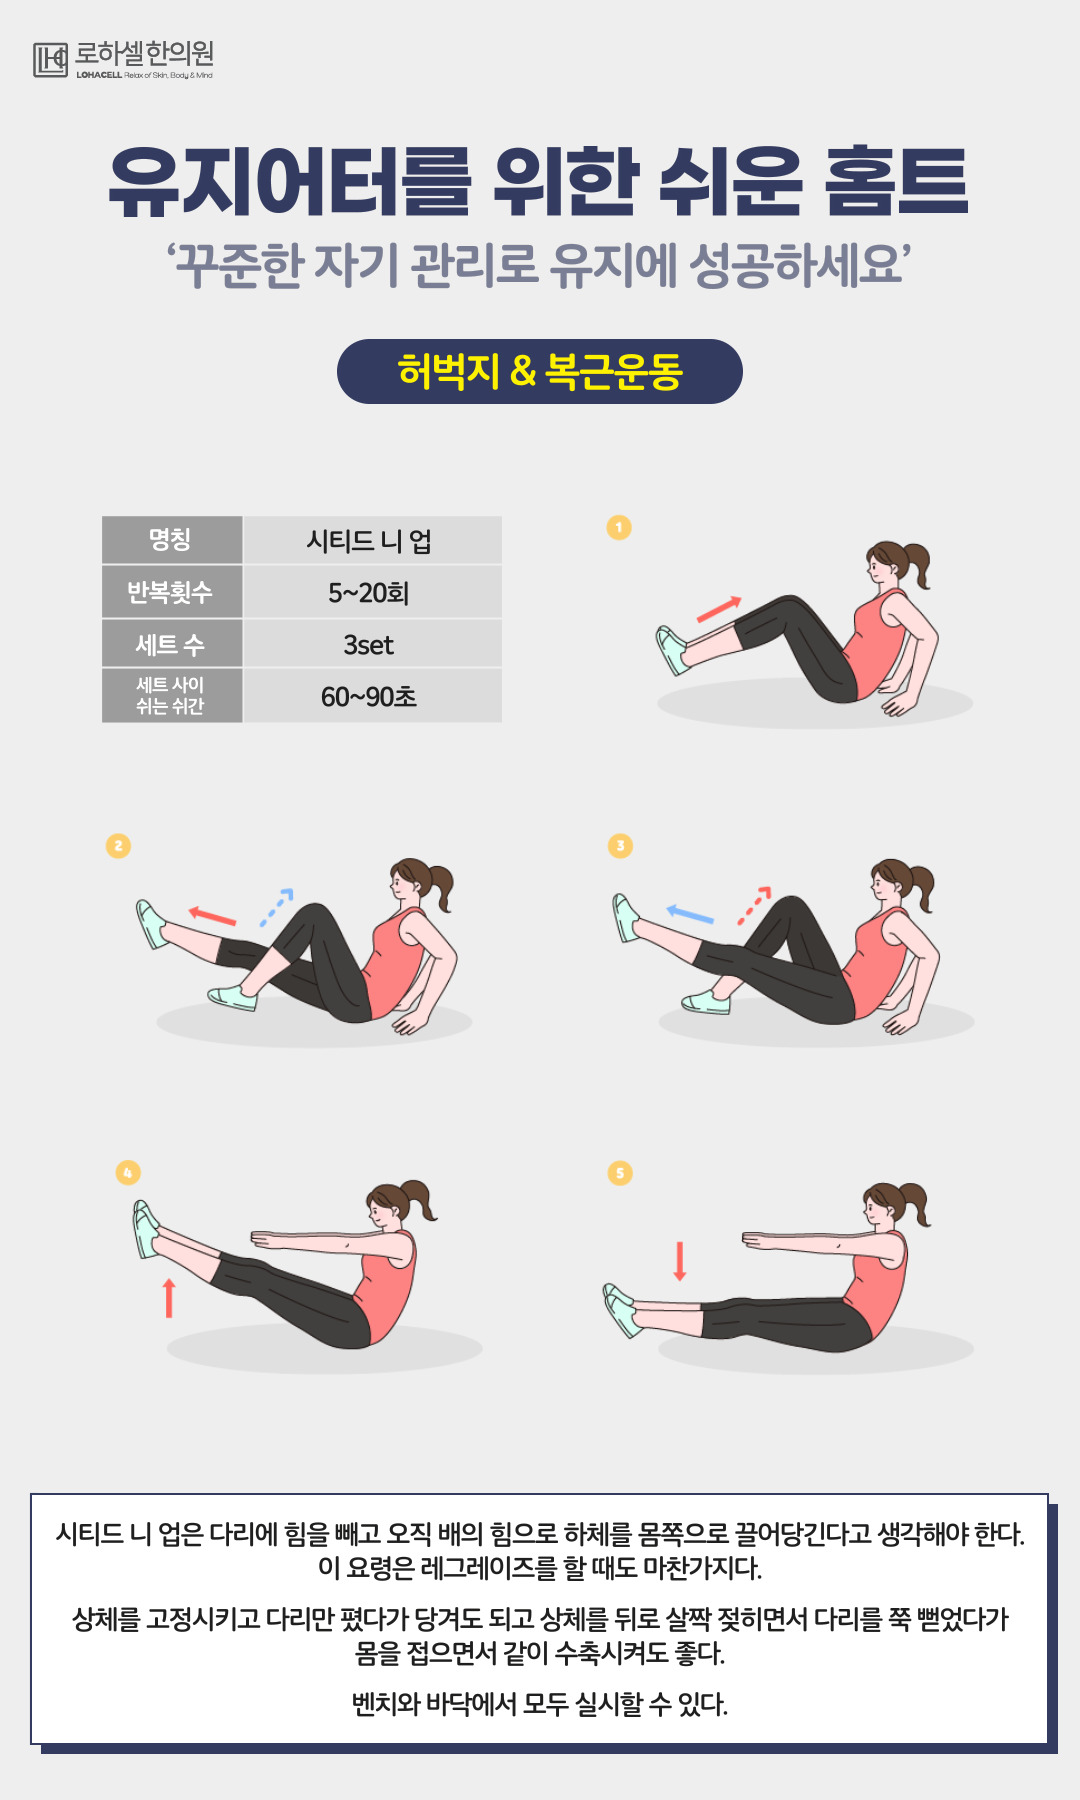 로하셀한의원
LOHACELL Relax of Skin, Body & Mind
유지어터를 위한 쉬운 홈트
‘꾸준한 자기 관리로 유지에 성공하세요’
허벅지 & 복근운동
명칭 시티드 니 업
반복횟수 5~20회
세트 수 3set
세트 사이
쉬는 쉬간 60~90초
1
2
3
4
5
시티드 니 업은 다리에 힘을 빼고 오직 배의 힘으로 하체를 몸쪽으로 끌어당긴다고 생각해야 한다.
이 요령은 레그레이즈를 할 때도 마찬가지다.
상체를 고정시키고 다리만 폈다가 당겨도 되고 상체를 뒤로 살짝 젖히면서 다리를 쭉 뻗었다가
몸을 접으면서 같이 수축시켜도 좋다.
벤치와 바닥에서 모두 실시할 수 있다.